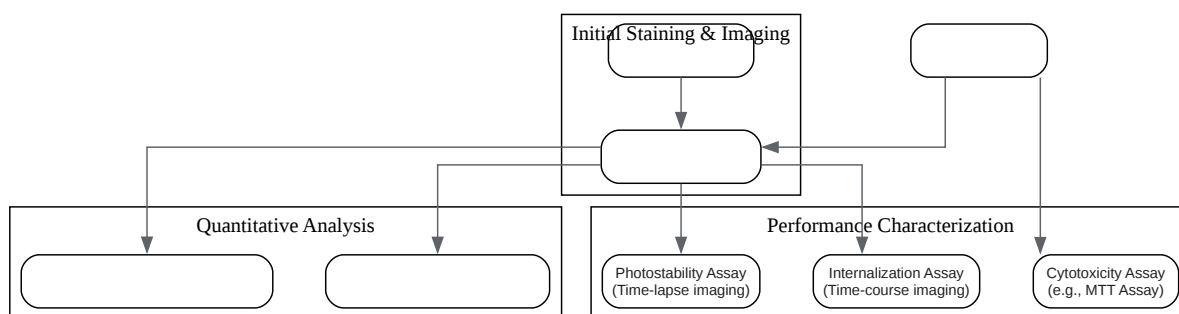 Initial Staining & Imaging
Quantitative Analysis
Performance Characterization
Photostability Assay
(Time-lapse imaging)
Internalization Assay
(Time-course imaging)
Cytotoxicity Assay
(e.g., MTT Assay)